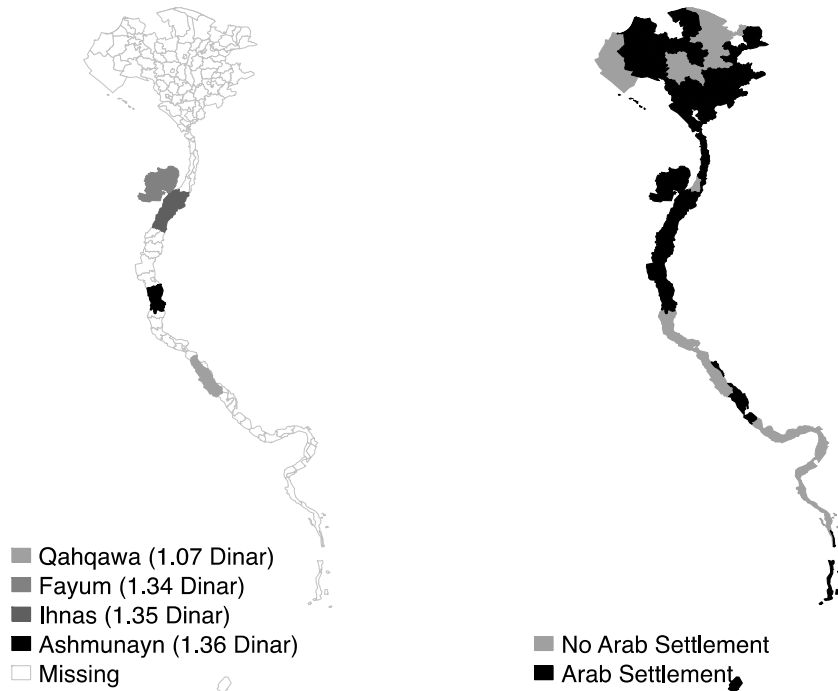 Qahqawa (1.07 Dinar)
Fayum (1.34 Dinar)
Ihnas (1.35 Dinar)
Ashmunayn (1.36 Dinar)
Missing
No Arab Settlement
Arab Settlement